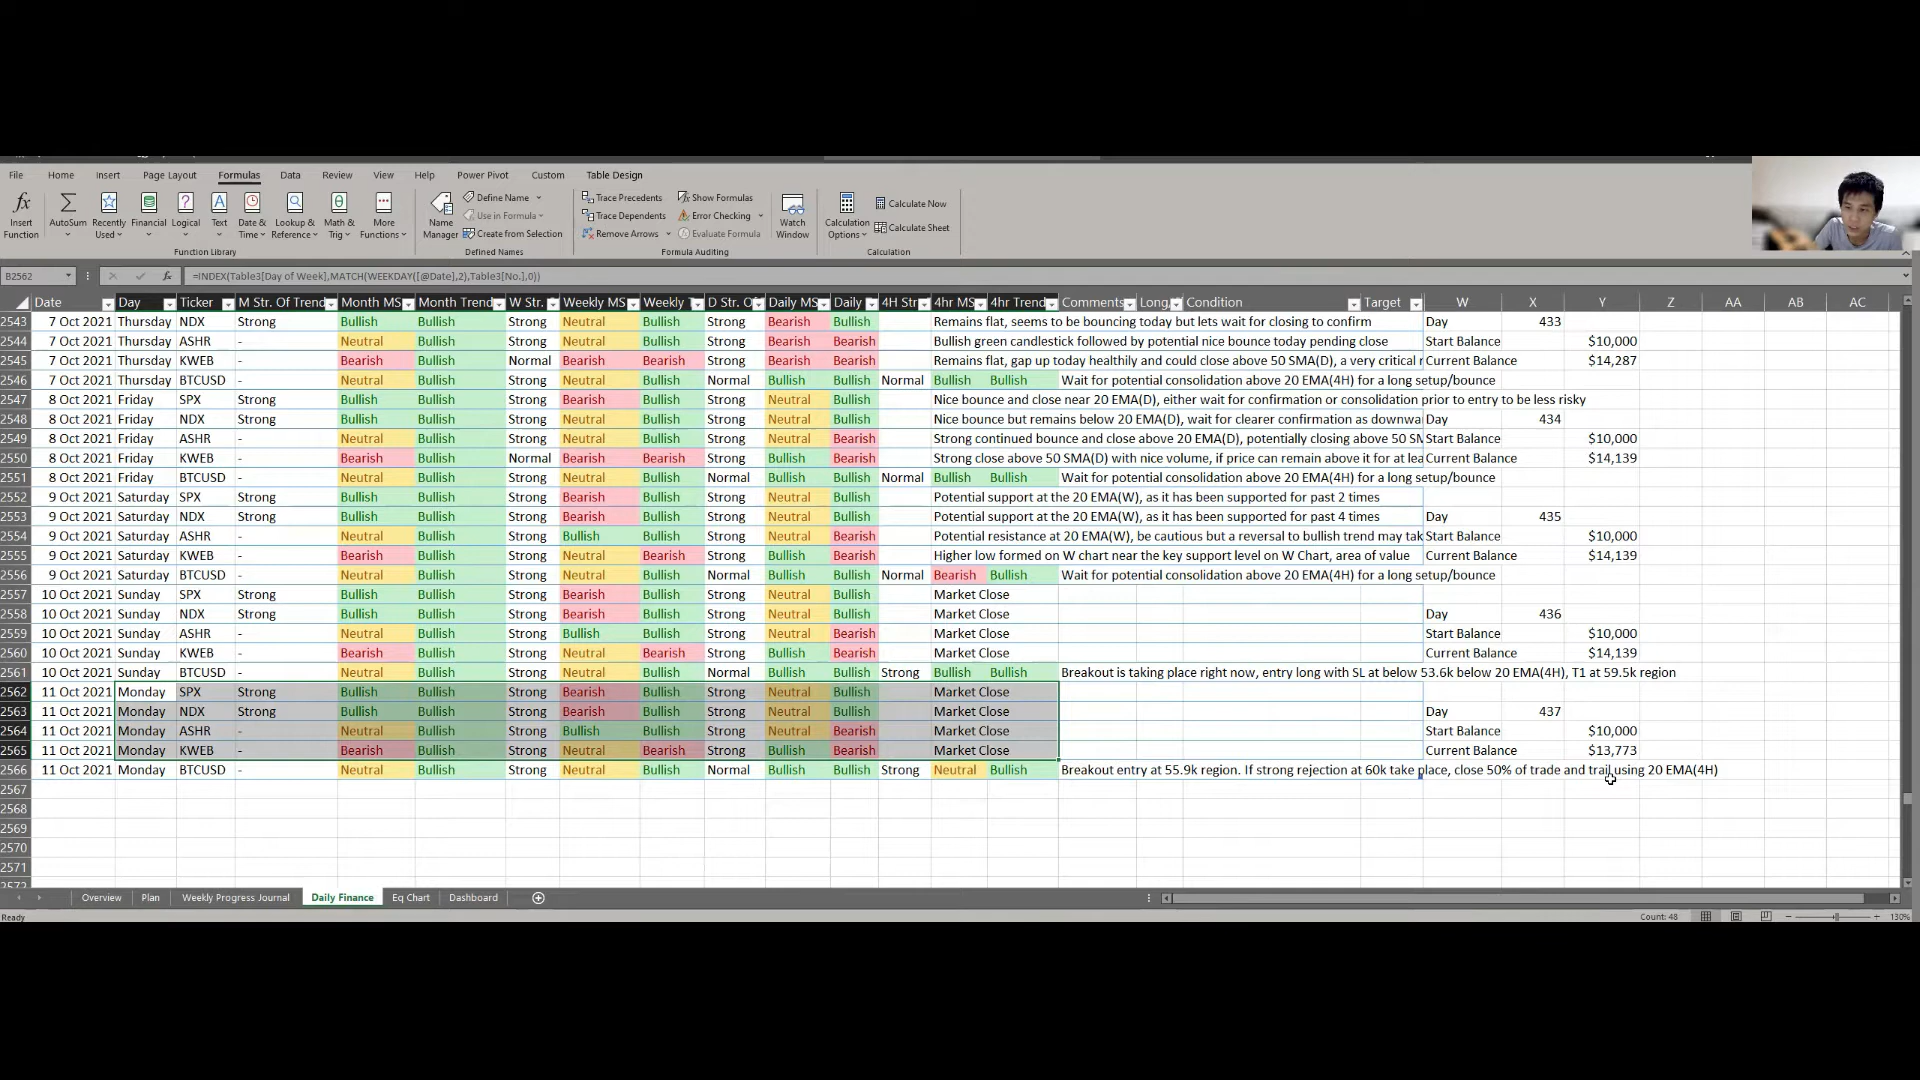 File Home Insert Page Layout Formulas Data Review View Help Power Pivot Custom Table Design
Insert Function AutoSum Recently Used Financial Logical Text Date & Time Lookup & Reference Math & Trig More Functions
Function Library
Name Manager Define Name Use in Formula Create from Selection
Defined Names
Trace Precedents Trace Dependents Remove Arrows Show Formulas Error Checking Evaluate Formula Watch Window
Formula Auditing
Calculation Options Calculate Now Calculate Sheet
Calculation
B2562 fx =INDEX(Table3[Day of Week],MATCH(WEEKDAY([@Date],2),Table3[No.],0))
Date Day Ticker M Str. Of Trend Month MS Month Trend W Str. Weekly MS Weekly D Str. O Daily MS Daily 4H Str 4hr MS 4hr Trend Comments Long Condition Target W X Y Z AA AB AC
2543 7 Oct 2021 Thursday NDX Strong Bullish Bullish Strong Neutral Bullish Strong Bearish Bullish Remains flat, seems to be bouncing today but lets wait for closing to confirm Day 433
2544 7 Oct 2021 Thursday ASHR - Neutral Bullish Strong Neutral Bullish Strong Bearish Bearish Bullish green candlestick followed by potential nice bounce today pending close Start Balance $10,000
2545 7 Oct 2021 Thursday KWEB - Bearish Bullish Normal Bearish Bearish Strong Bearish Bearish Remains flat, gap up today healthily and could close above 50 SMA(D), a very critical r Current Balance $14,287
2546 7 Oct 2021 Thursday BTCUSD - Neutral Bullish Strong Neutral Bullish Normal Bullish Bullish Normal Bullish Bullish Wait for potential consolidation above 20 EMA(4H) for a long setup/bounce
2547 8 Oct 2021 Friday SPX Strong Bullish Bullish Strong Bearish Bullish Strong Neutral Bullish Nice bounce and close near 20 EMA(D), either wait for confirmation or consolidation prior to entry to be less risky
2548 8 Oct 2021 Friday NDX Strong Bullish Bullish Strong Neutral Bullish Strong Neutral Bullish Nice bounce but remains below 20 EMA(D), wait for clearer confirmation as downwa Day 434
2549 8 Oct 2021 Friday ASHR - Neutral Bullish Strong Neutral Bullish Strong Neutral Bearish Strong continued bounce and close above 20 EMA(D), potentially closing above 50 SM Start Balance $10,000
2550 8 Oct 2021 Friday KWEB - Bearish Bullish Normal Bearish Bearish Strong Bullish Bearish Strong close above 50 SMA(D) with nice volume, if price can remain above it for at lea Current Balance $14,139
2551 8 Oct 2021 Friday BTCUSD - Neutral Bullish Strong Neutral Bullish Normal Bullish Bullish Normal Bullish Bullish Wait for potential consolidation above 20 EMA(4H) for a long setup/bounce
2552 9 Oct 2021 Saturday SPX Strong Bullish Bullish Strong Bearish Bullish Strong Neutral Bullish Potential support at the 20 EMA(W), as it has been supported for past 2 times
2553 9 Oct 2021 Saturday NDX Strong Bullish Bullish Strong Bearish Bullish Strong Neutral Bullish Potential support at the 20 EMA(W), as it has been supported for past 4 times Day 435
2554 9 Oct 2021 Saturday ASHR - Neutral Bullish Strong Bullish Bullish Strong Neutral Bearish Potential resistance at 20 EMA(W), be cautious but a reversal to bullish trend may tak Start Balance $10,000
2555 9 Oct 2021 Saturday KWEB - Bearish Bullish Strong Neutral Bearish Strong Bullish Bearish Higher low formed on W chart near the key support level on W Chart, area of value Current Balance $14,139
2556 9 Oct 2021 Saturday BTCUSD - Neutral Bullish Strong Neutral Bullish Normal Bullish Bullish Normal Bearish Bullish Wait for potential consolidation above 20 EMA(4H) for a long setup/bounce
2557 10 Oct 2021 Sunday SPX Strong Bullish Bullish Strong Bearish Bullish Strong Neutral Bullish Market Close
2558 10 Oct 2021 Sunday NDX Strong Bullish Bullish Strong Bearish Bullish Strong Neutral Bullish Market Close Day 436
2559 10 Oct 2021 Sunday ASHR - Neutral Bullish Strong Bullish Bullish Strong Neutral Bearish Market Close Start Balance $10,000
2560 10 Oct 2021 Sunday KWEB - Bearish Bullish Strong Neutral Bearish Strong Bullish Bearish Market Close Current Balance $14,139
2561 10 Oct 2021 Sunday BTCUSD - Neutral Bullish Strong Neutral Bullish Normal Bullish Bullish Strong Bullish Bullish Breakout is taking place right now, entry long with SL at below 53.6k below 20 EMA(4H), T1 at 59.5k region
2562 11 Oct 2021 Monday SPX Strong Bullish Bullish Strong Bearish Bullish Strong Neutral Bullish Market Close
2563 11 Oct 2021 Monday NDX Strong Bullish Bullish Strong Bearish Bullish Strong Neutral Bullish Market Close Day 437
2564 11 Oct 2021 Monday ASHR - Neutral Bullish Strong Bullish Bullish Strong Neutral Bearish Market Close Start Balance $10,000
2565 11 Oct 2021 Monday KWEB - Bearish Bullish Strong Neutral Bearish Strong Bullish Bearish Market Close Current Balance $13,773
2566 11 Oct 2021 Monday BTCUSD - Neutral Bullish Strong Neutral Bullish Normal Bullish Bullish Strong Neutral Bullish Breakout entry at 55.9k region. If strong rejection at 60k take place, close 50% of trade and trail using 20 EMA(4H)
2567
2568
2569
2570
2571
2572
Overview Plan Weekly Progress Journal Daily Finance Eq Chart Dashboard
Ready Count: 48 130%